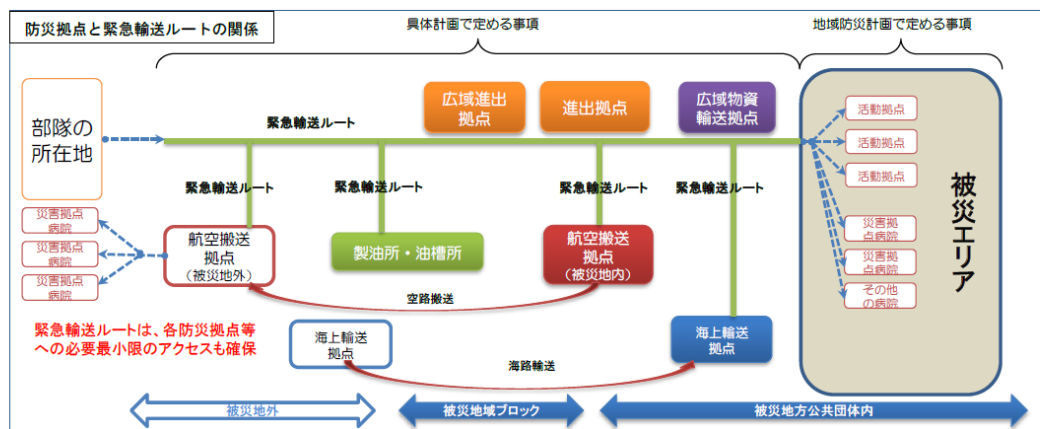 防災拠点と緊急輸送ルートの関係
具体計画で定める事項
地域防災計画で定める事項
部隊の
所在地
緊急輸送ルート
広域進出
拠点
進出拠点
広域物資
輸送拠点
活動拠点
活動拠点
活動拠点
被災エリア
緊急輸送ルート
緊急輸送ルート
緊急輸送ルート
緊急輸送ルート
災害拠点
病院
災害拠点
病院
災害拠点
病院
航空搬送
拠点
(被災地外)
製油所・油槽所
航空搬送
拠点
(被災地内)
災害拠
点病院
災害拠
点病院
その他
の病院
空路搬送
緊急輸送ルートは、各防災拠点等
への必要最小限のアクセスも確保
海上輸送
拠点
海上輸送
拠点
海路輸送
被災地外
被災地域ブロック
被災地方公共団体内